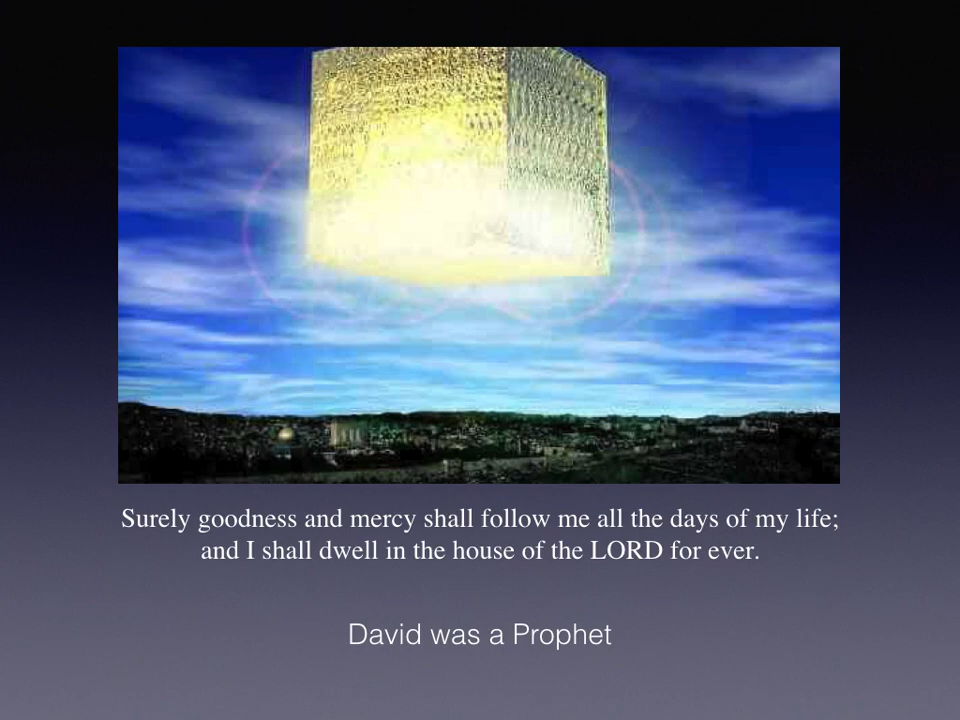 Surely goodness and mercy shall follow me all the days of my life;
and I shall dwell in the house of the LORD for ever.
David was a Prophet